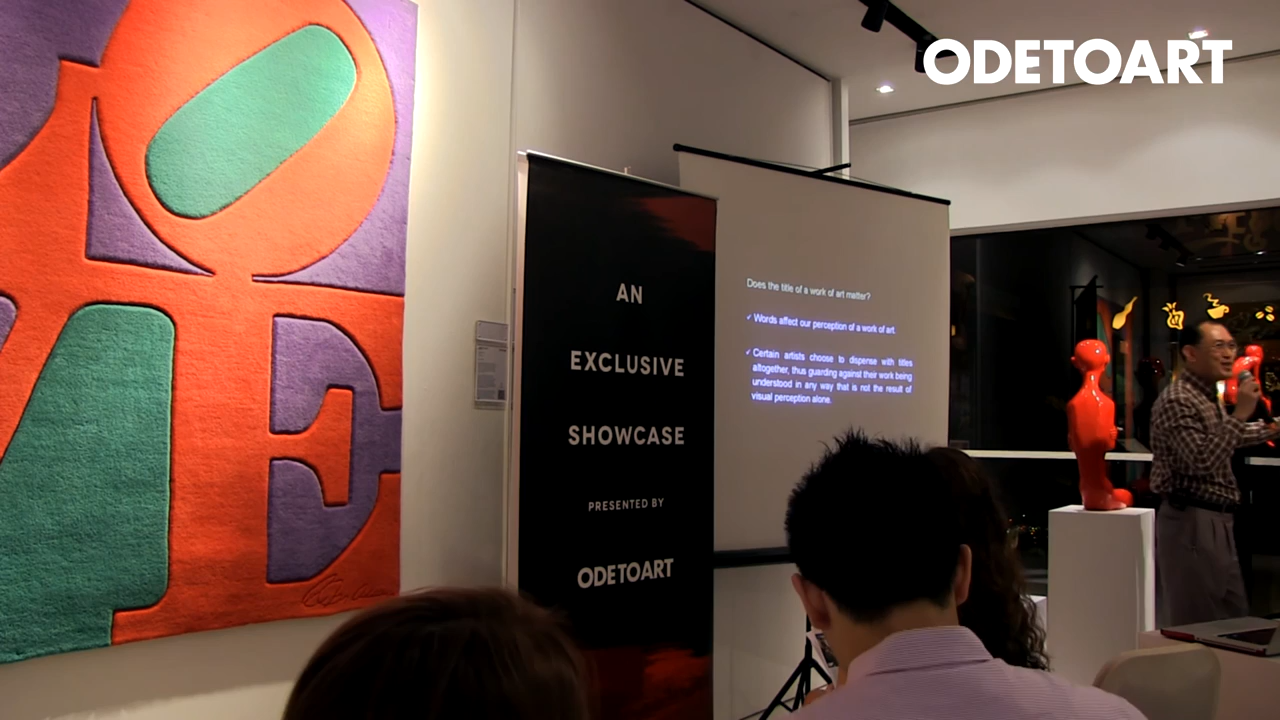 ODETOART
AN
EXCLUSIVE
SHOWCASE
PRESENTED BY
ODETOART
Does the title of a work of art matter?
✓ Words affect our perception of a work of art.
✓ Certain artists choose to dispense with titles
altogether, thus guarding against their work being
understood in any way that is not the result of
visual perception alone.